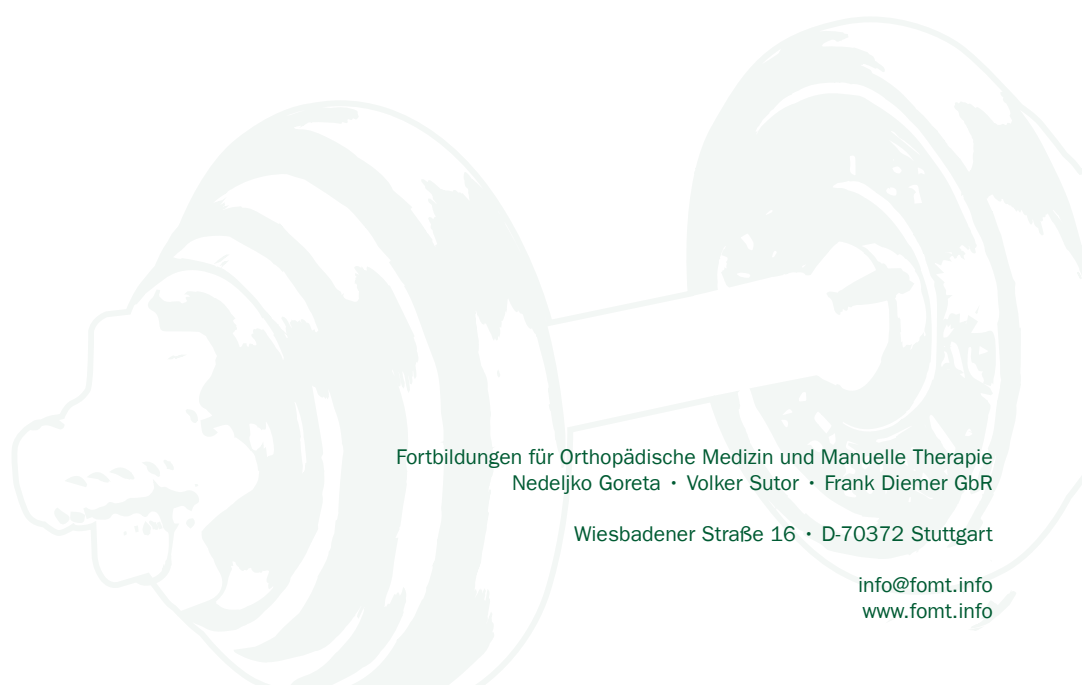 Fortbildungen für Orthopädische Medizin und Manuelle Therapie
Nedeljko Goreta • Volker Sutor • Frank Diemer GbR
Wiesbadener Straße 16 • D-70372 Stuttgart
info@fomt.info
www.fomt.info